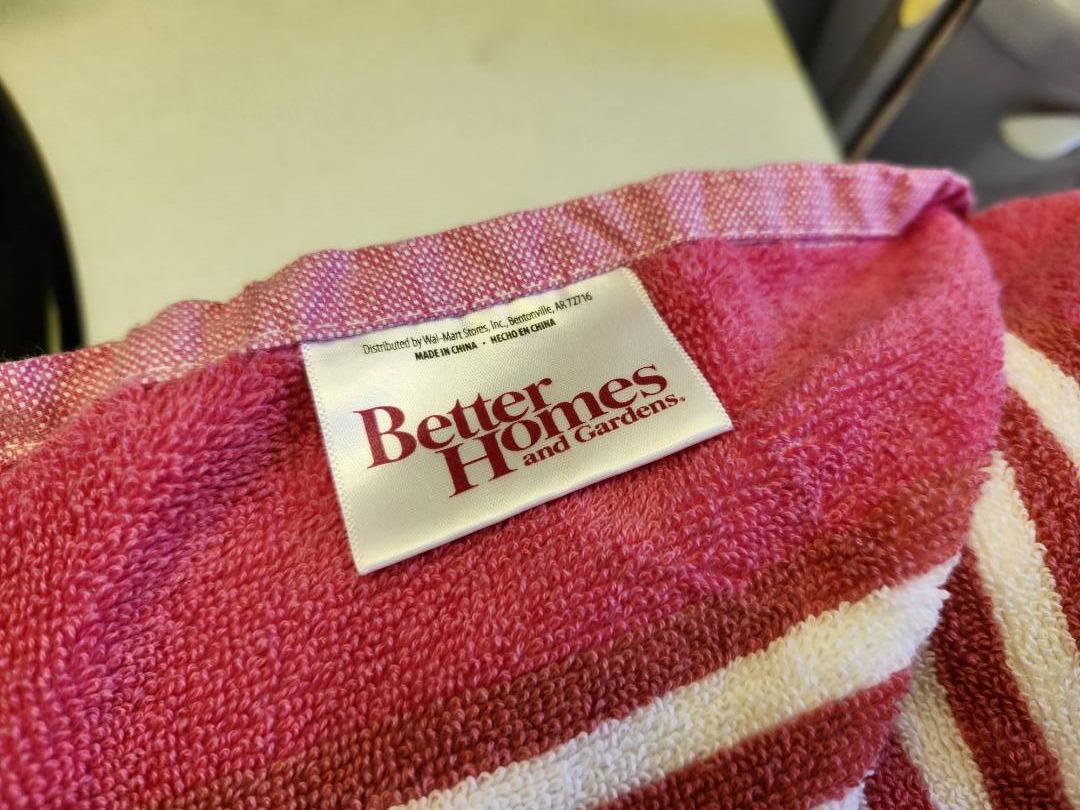 Distributed by Wal-Mart Stores, Inc., Bentonville, AR 72716
MADE IN CHINA • HECHO EN CHINA
Better
Homes
and Gardens®